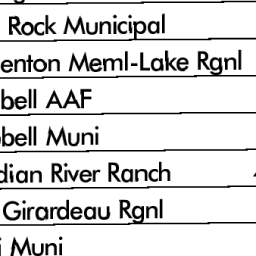 Rock Municipal
enton Meml-Lake Rgnl
bell AAF
bell Muni
dian River Ranch
Girardeau Rgnl
i Muni